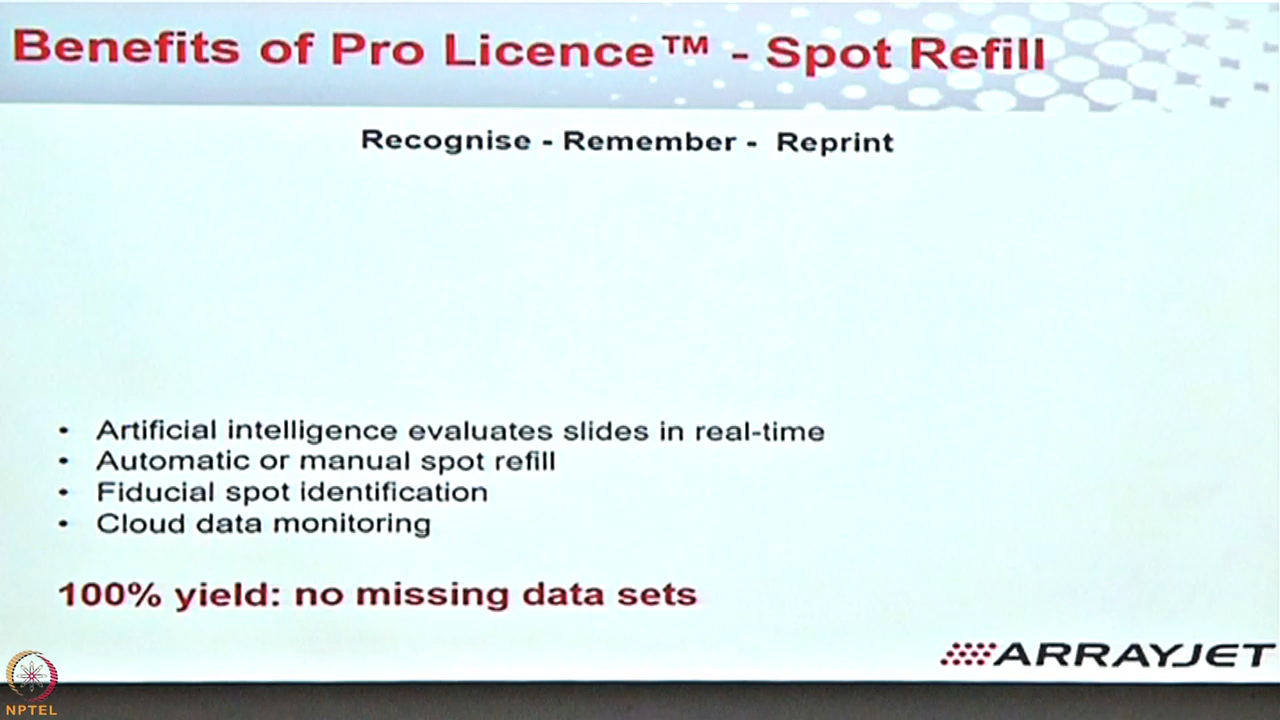 Benefits of Pro Licence™ - Spot Refill
Recognise - Remember - Reprint
• Artificial intelligence evaluates slides in real-time
• Automatic or manual spot refill
• Fiducial spot identification
• Cloud data monitoring
100% yield: no missing data sets
ARRAYJET
NPTEL